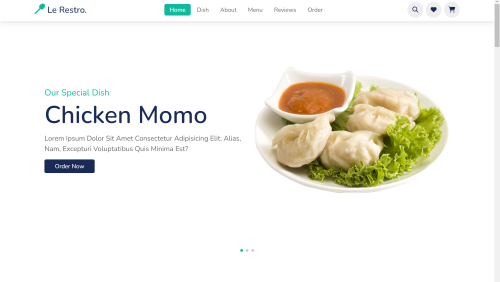 Le Restro.
Home Dish About Menu Reviews Order
Our Special Dish
Chicken Momo
Lorem Ipsum Dolor Sit Amet Consectetur Adipisicing Elit. Alias,
Nam, Excepturi Voluptatibus Quis Minima Est?
Order Now